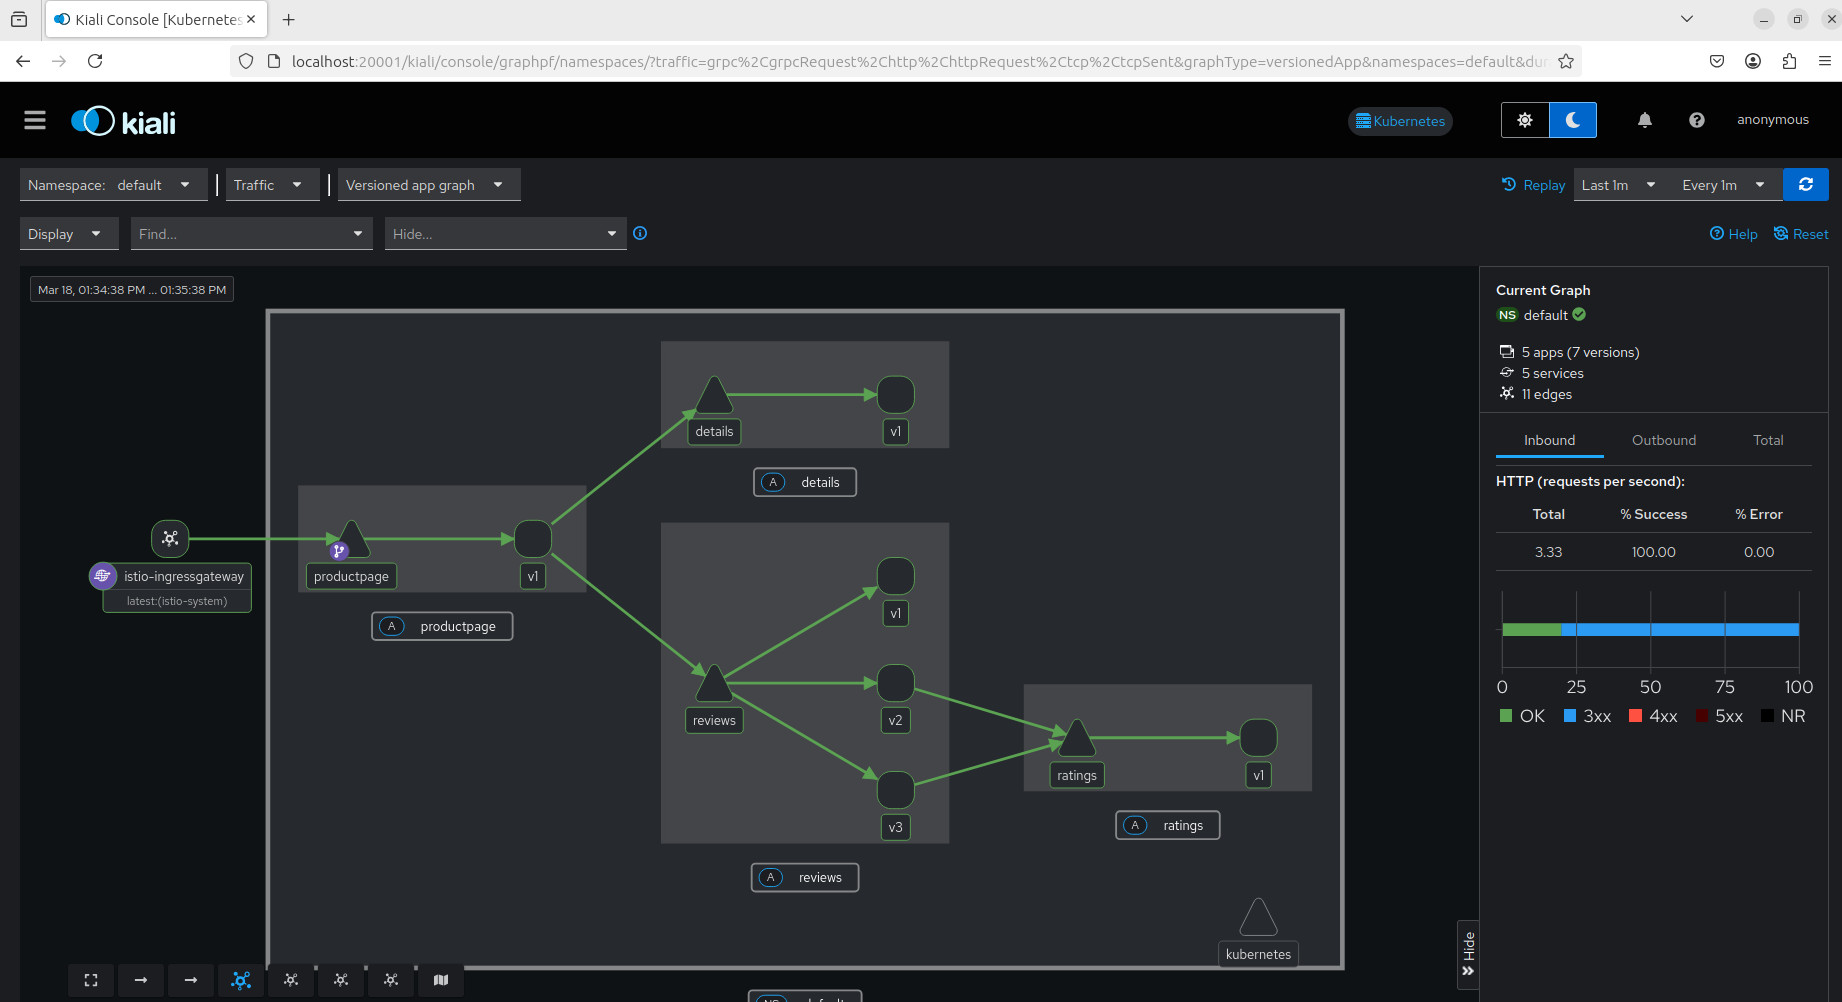 Kiali Console [Kubernetes
localhost:20001/kiali/console/graphpf/namespaces/?traffic=grpc%2CgrpcRequest%2Chttp%2ChttpRequest%2Ctcp%2CtcpSent&graphType=versionedApp&namespaces=default&dur
kiali
Kubernetes
anonymous
Namespace: default
Traffic
Versioned app graph
Replay
Last 1m
Every 1m
Display
Find...
Hide...
Help
Reset
Mar 18, 01:34:38 PM ... 01:35:38 PM
details
v1
A details
istio-ingressgateway
latest:(istio-system)
productpage
v1
A productpage
v1
reviews
v2
v3
A reviews
ratings
v1
A ratings
kubernetes
Hide
Current Graph
NS default
5 apps (7 versions)
5 services
11 edges
Inbound
Outbound
Total
HTTP (requests per second):
Total % Success % Error
3.33 100.00 0.00
0 25 50 75 100
OK 3xx 4xx 5xx NR